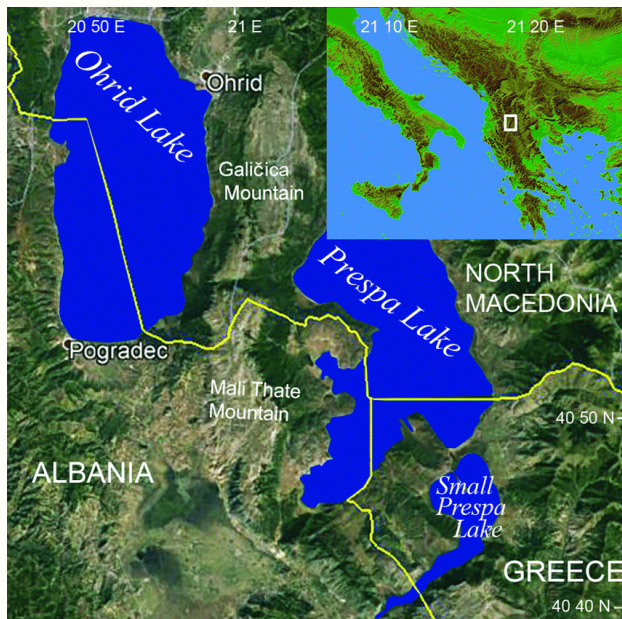 20 50 E
21 E
21 10 E
21 20 E
Ohrid Lake
Ohrid
Galičica
Mountain
Prespa Lake
NORTH
MACEDONIA
Pogradec
Mali Thate
Mountain
40 50 N
ALBANIA
Small
Prespa
Lake
GREECE
40 40 N